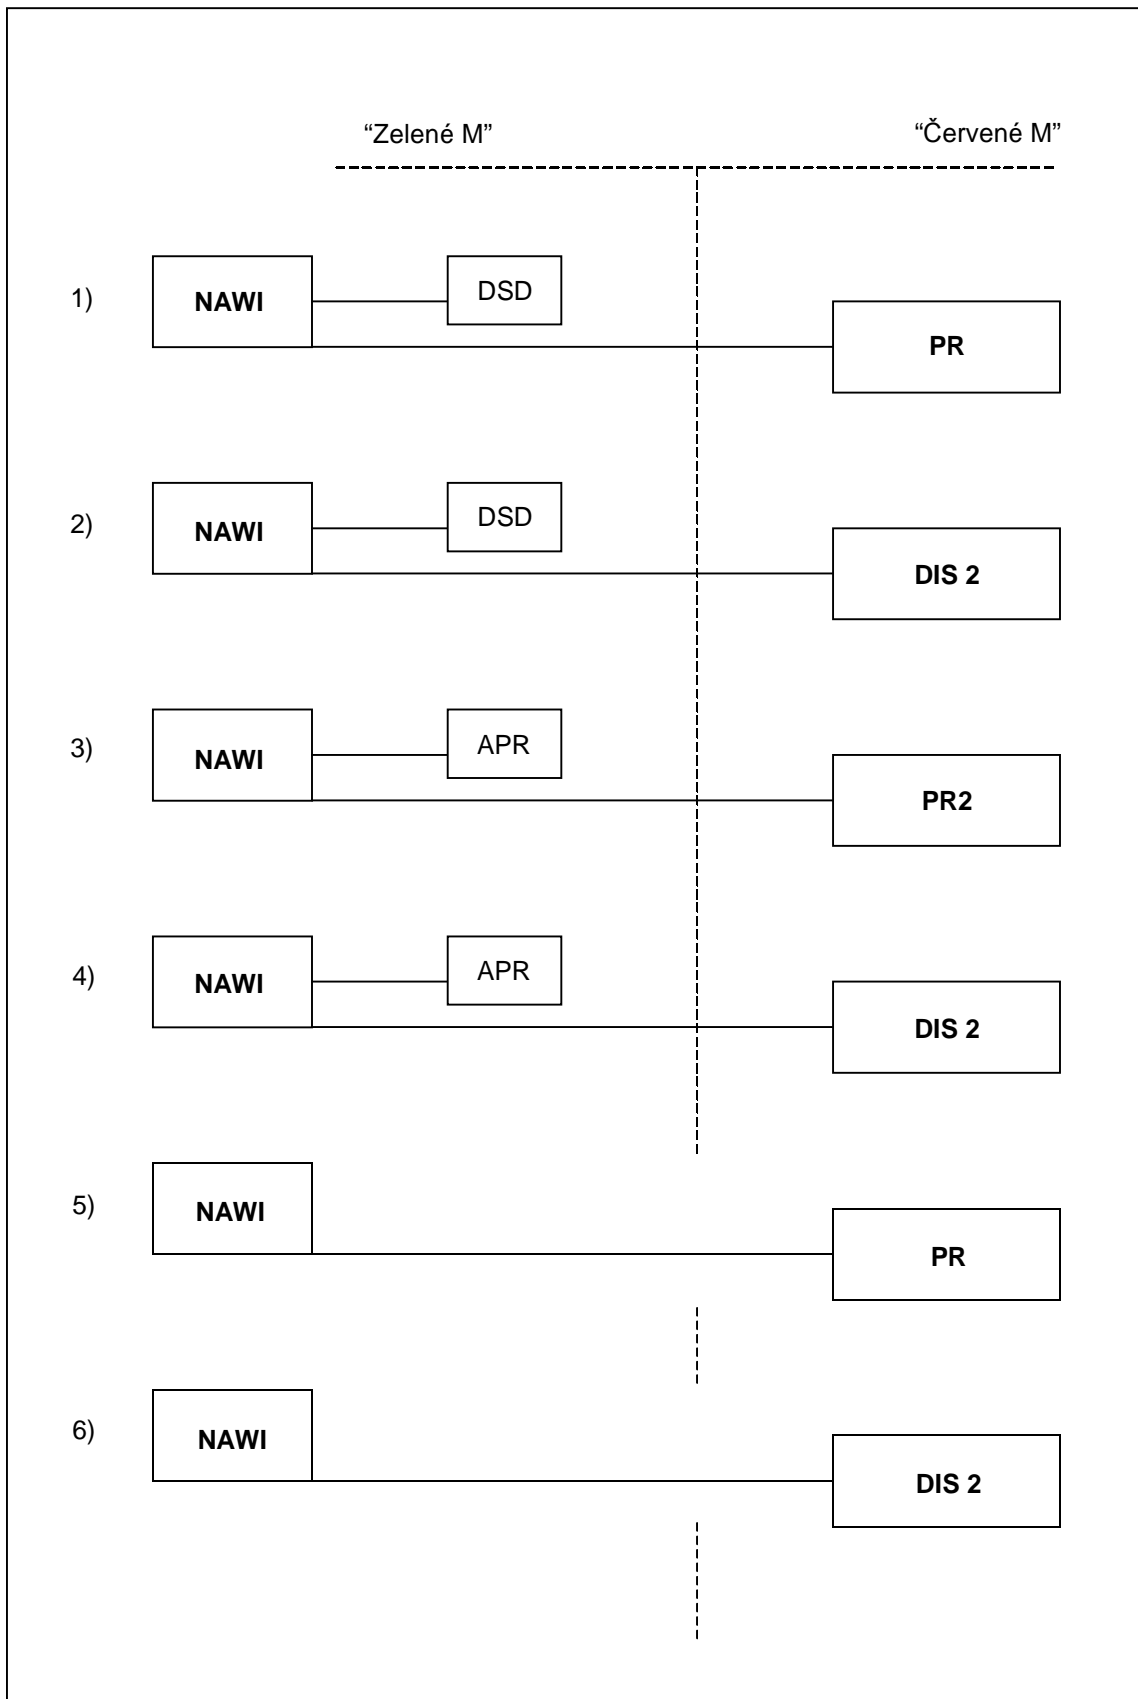 “Zelené M” “Červené M”
1) NAWI DSD
PR
2) NAWI DSD
DIS 2
3) NAWI APR
PR2
4) NAWI APR
DIS 2
5) NAWI
PR
6) NAWI
DIS 2